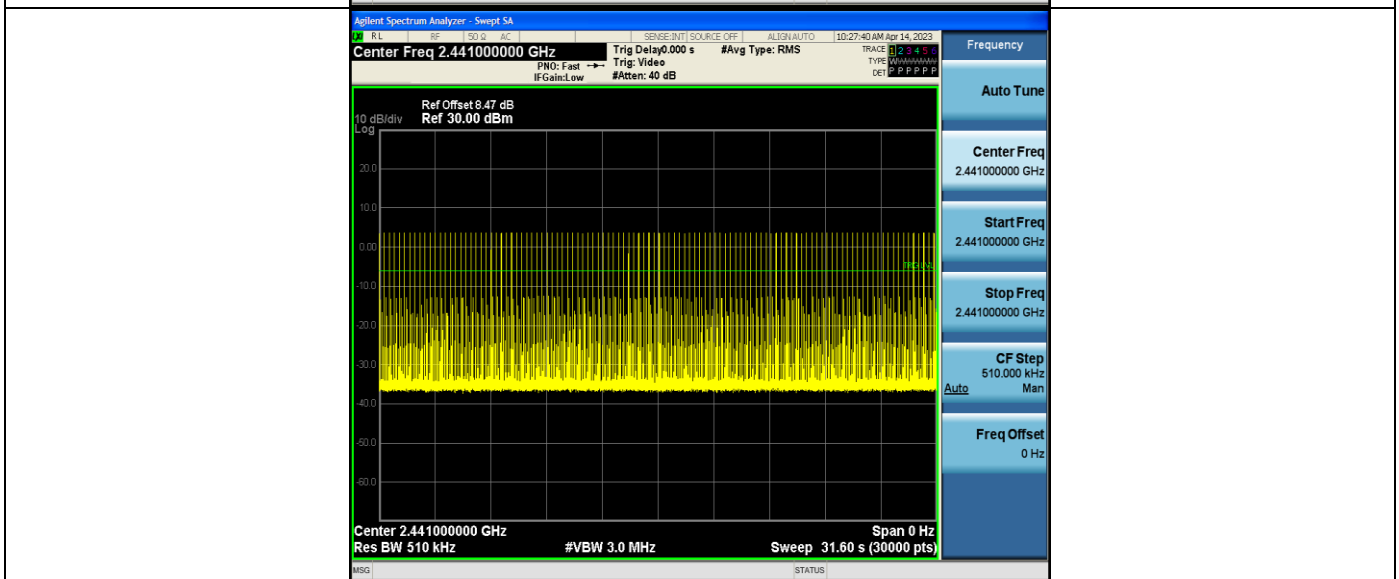 Agilent Spectrum Analyzer - Swept SA
RL RF 50 Ω AC SENSE:INT SOURCE OFF ALIGN AUTO 10:27:40 AM Apr 14, 2023
Center Freq 2.441000000 GHz Trig Delay0.000 s #Avg Type: RMS TRACE 1 2 3 4 5 6
PNO: Fast Trig: Video TYPE
IFGain:Low #Atten: 40 dB DET P P P P P P
Ref Offset 8.47 dB
10 dB/div Ref 30.00 dBm
Log
20.0
10.0
0.00
TRIG LVL
-10.0
-20.0
-30.0
-40.0
-50.0
-60.0
Center 2.441000000 GHz Span 0 Hz
Res BW 510 kHz #VBW 3.0 MHz Sweep 31.60 s (30000 pts)
MSG STATUS
Frequency
Auto Tune
Center Freq
2.441000000 GHz
Start Freq
2.441000000 GHz
Stop Freq
2.441000000 GHz
CF Step
510.000 kHz
Auto Man
Freq Offset
0 Hz